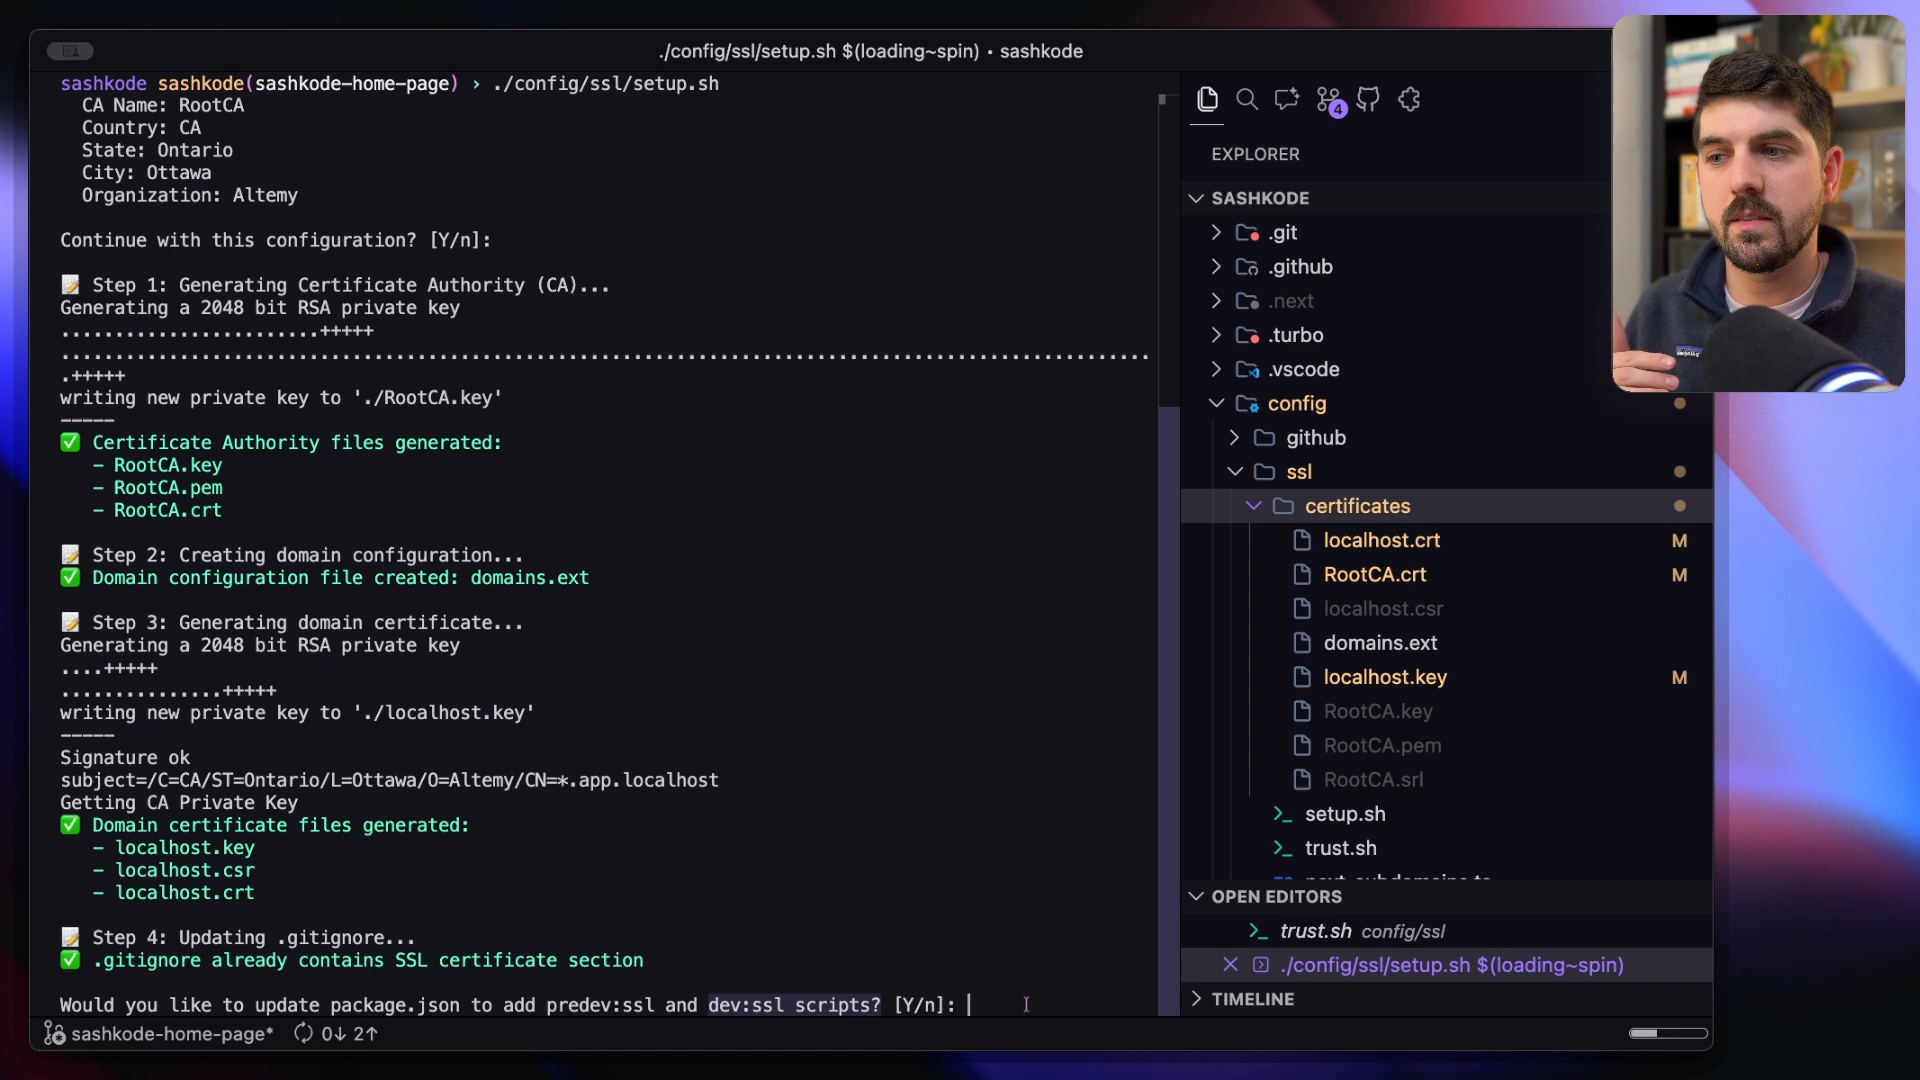 ./config/ssl/setup.sh $(loading~spin) • sashkode
sashkode sashkode(sashkode-home-page) › ./config/ssl/setup.sh
CA Name: RootCA
Country: CA
State: Ontario
City: Ottawa
Organization: Altemy
Continue with this configuration? [Y/n]:
📝 Step 1: Generating Certificate Authority (CA)...
Generating a 2048 bit RSA private key
........................+++++
.....................................................................................................
.+++++
writing new private key to './RootCA.key'
-----
✅ Certificate Authority files generated:
- RootCA.key
- RootCA.pem
- RootCA.crt
📝 Step 2: Creating domain configuration...
✅ Domain configuration file created: domains.ext
📝 Step 3: Generating domain certificate...
Generating a 2048 bit RSA private key
....+++++
...............+++++
writing new private key to './localhost.key'
-----
Signature ok
subject=/C=CA/ST=Ontario/L=Ottawa/O=Altemy/CN=*.app.localhost
Getting CA Private Key
✅ Domain certificate files generated:
- localhost.key
- localhost.csr
- localhost.crt
📝 Step 4: Updating .gitignore...
✅ .gitignore already contains SSL certificate section
Would you like to update package.json to add predev:ssl and dev:ssl scripts? [Y/n]:
sashkode-home-page* 0↓ 2↑
4
EXPLORER
SASHKODE
.git
.github
.next
.turbo
.vscode
config
github
ssl
certificates
localhost.crt M
RootCA.crt M
localhost.csr
domains.ext
localhost.key M
RootCA.key
RootCA.pem
RootCA.srl
setup.sh
trust.sh
OPEN EDITORS
trust.sh config/ssl
./config/ssl/setup.sh $(loading~spin)
TIMELINE